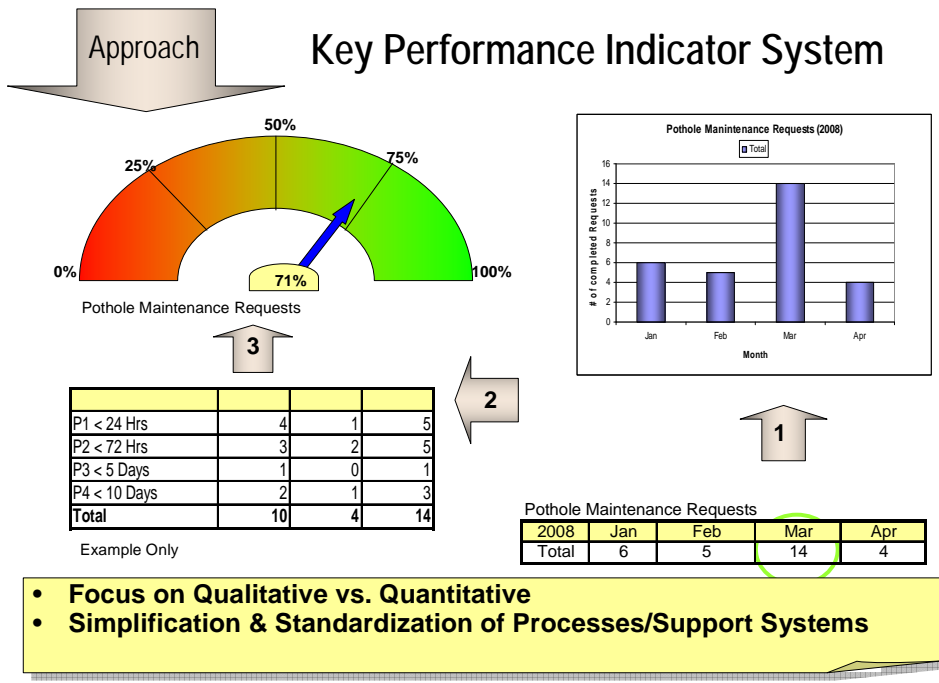 Approach
Key Performance Indicator System
50%
25%
75%
0%
100%
71%
Pothole Maintenance Requests
3
Pothole Manintenance Requests (2008)
Total
16
14
12
10
8
6
4
2
0
# of completed Requests
Jan Feb Mar Apr
Month
2
1
P1 < 24 Hrs 4 1 5
P2 < 72 Hrs 3 2 5
P3 < 5 Days 1 0 1
P4 < 10 Days 2 1 3
Total 10 4 14
Example Only
Pothole Maintenance Requests
2008 Jan Feb Mar Apr
Total 6 5 14 4
• Focus on Qualitative vs. Quantitative
• Simplification & Standardization of Processes/Support Systems